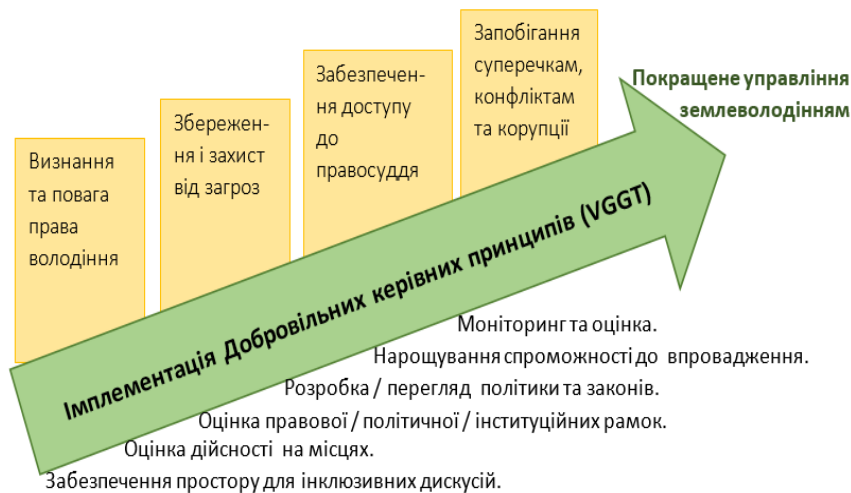 Визнання
та повага
права
володіння
Збережен-
ня і захист
від загроз
Забезпечен-
ня доступу
до
правосуддя
Запобігання
суперечкам,
конфліктам
та корупції
Покращене управління
землеволодінням
Імплементація Добровільних керівних принципів (VGGT)
Моніторинг та оцінка.
Нарощування спроможності до впровадження.
Розробка / перегляд політики та законів.
Оцінка правової / політичної / інституційних рамок.
Оцінка дійсності на місцях.
Забезпечення простору для інклюзивних дискусій.